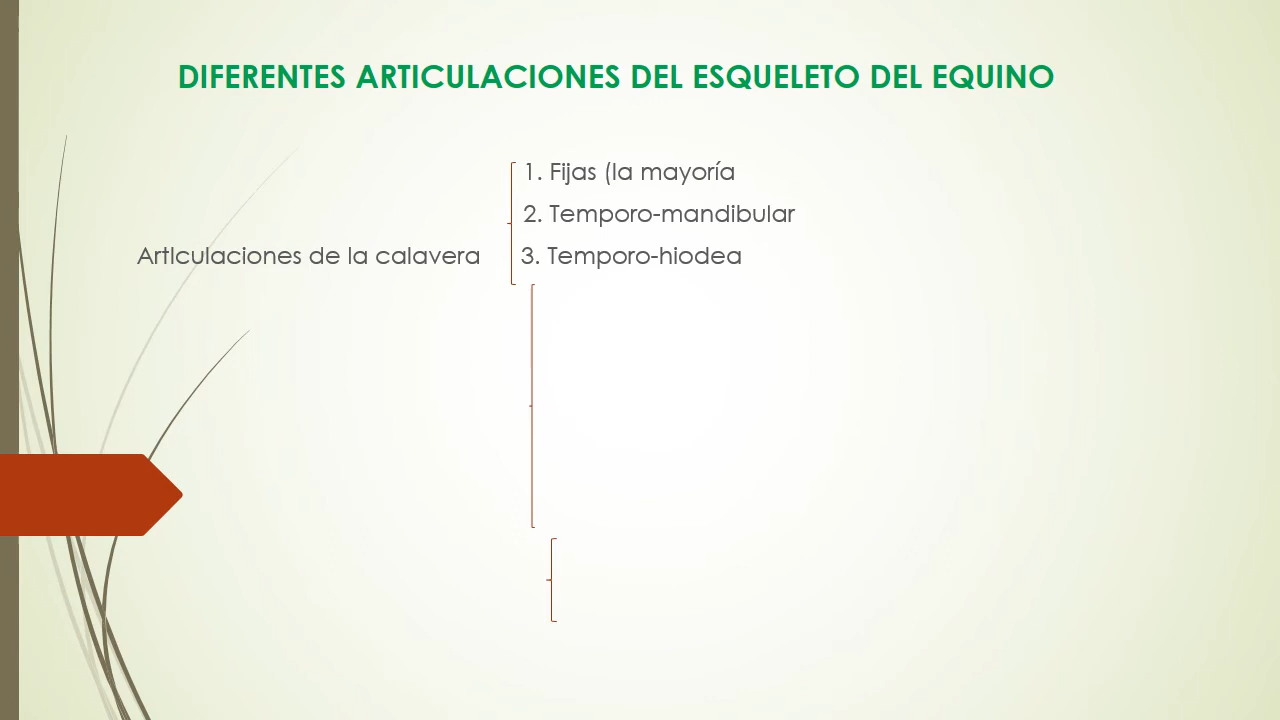 DIFERENTES ARTICULACIONES DEL ESQUELETO DEL EQUINO
1. Fijas (la mayoría
2. Temporo-mandibular
ArtIculaciones de la calavera 3. Temporo-hiodea